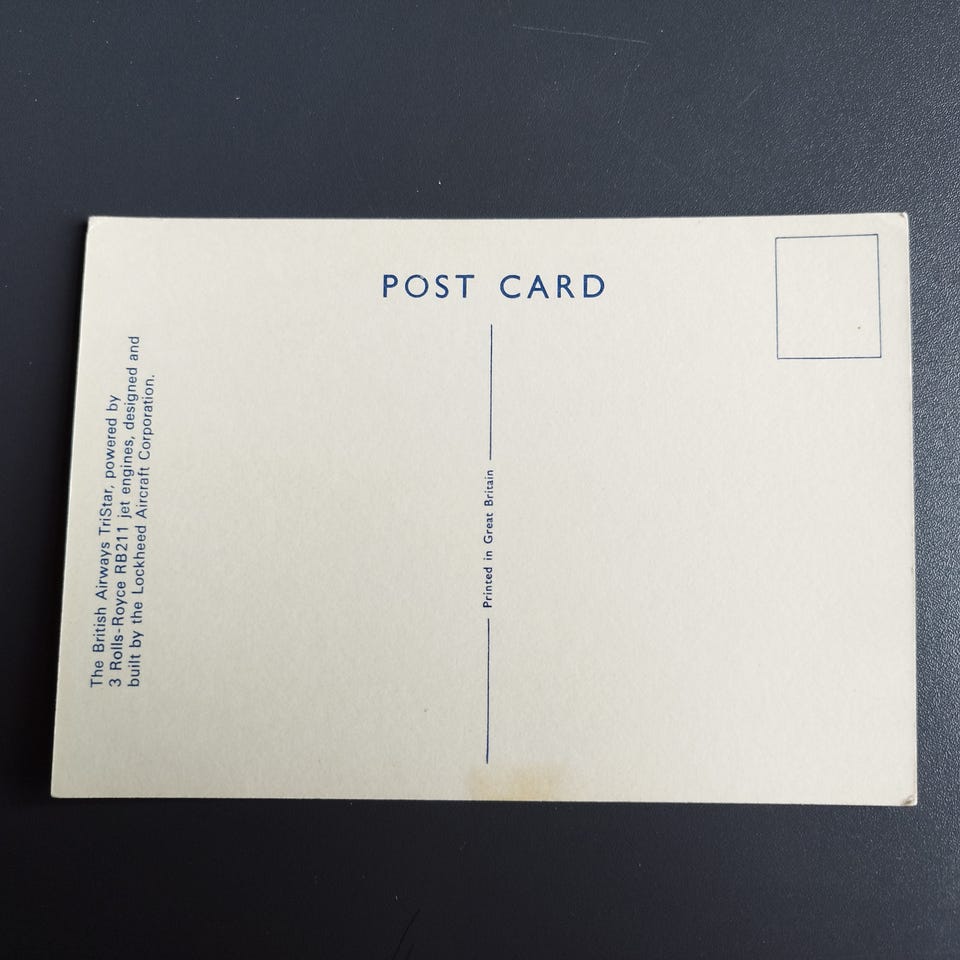 POST CARD
The British Airways TriStar, powered by
3 Rolls-Royce RB211 jet engines, designed and
built by the Lockheed Aircraft Corporation.
Printed in Great Britain